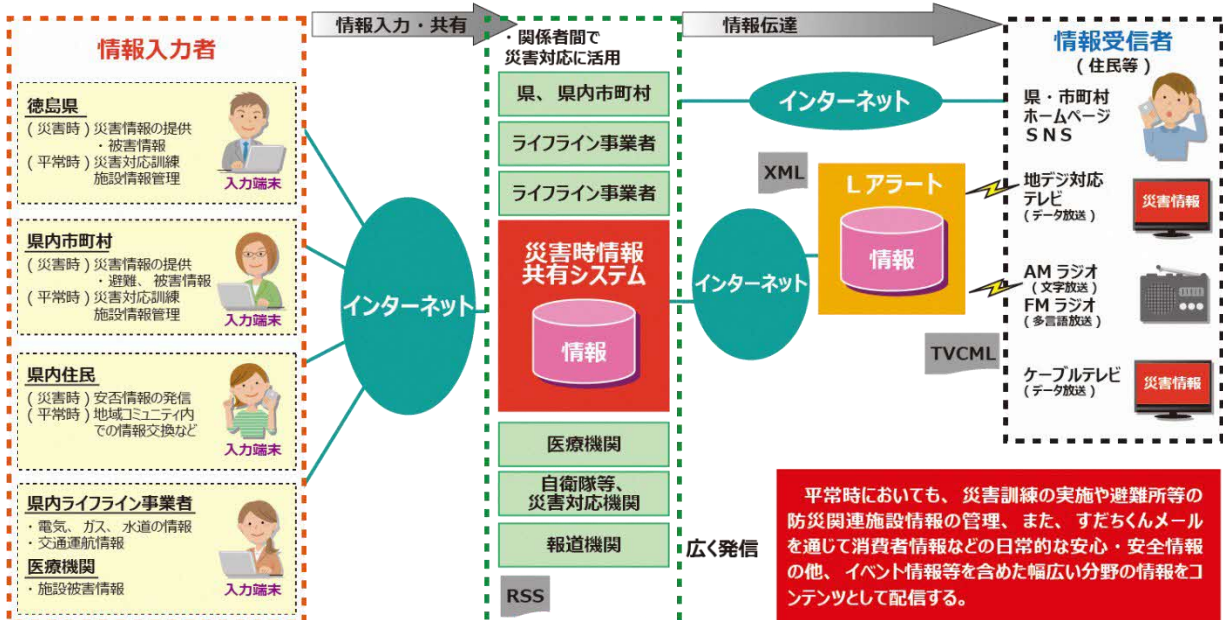 情報入力・共有
情報伝達
情報入力者
徳島県
(災害時)災害情報の提供
・被害情報
(平常時)災害対応訓練
施設情報管理
入力端末
県内市町村
(災害時)災害情報の提供
・避難、被害情報
(平常時)災害対応訓練
施設情報管理
入力端末
県内住民
(災害時)安否情報の発信
(平常時)地域コミュニティ内
での情報交換など
入力端末
県内ライフライン事業者
・電気、ガス、水道の情報
・交通運航情報
医療機関
・施設被害情報
入力端末
インターネット
・関係者間で
災害対応に活用
県、県内市町村
ライフライン事業者
ライフライン事業者
災害時情報
共有システム
情報
医療機関
自衛隊等、
災害対応機関
報道機関
RSS
広く発信
インターネット
XML
インターネット
Lアラート
情報
TVCML
情報受信者
(住民等)
県・市町村
ホームページ
SNS
地デジ対応
テレビ
(データ放送)
災害情報
AMラジオ
(文字放送)
FMラジオ
(多言語放送)
ケーブルテレビ
(データ放送)
災害情報
平常時においても、災害訓練の実施や避難所等の
防災関連施設情報の管理、また、すだちくんメール
を通じて消費者情報などの日常的な安心・安全情報
の他、イベント情報等を含めた幅広い分野の情報をコ
ンテンツとして配信する。